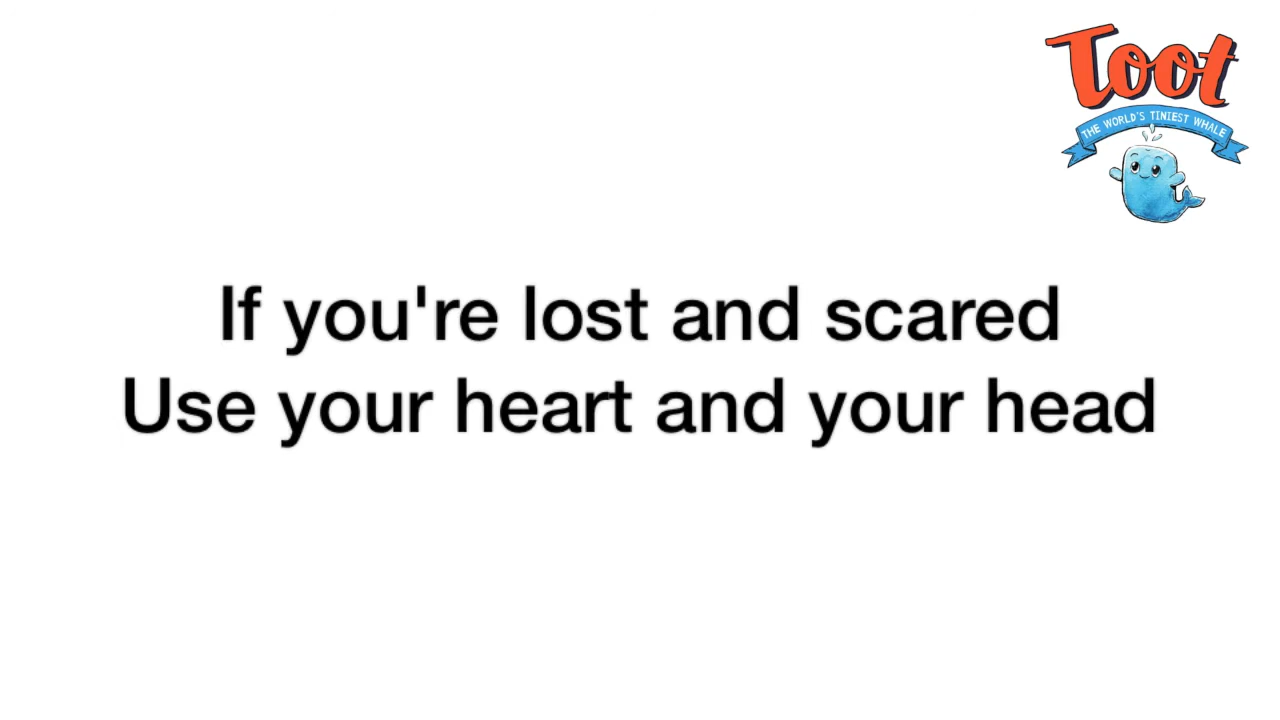 Toot
THE WORLD'S TINIEST WHALE
If you're lost and scared
Use your heart and your head